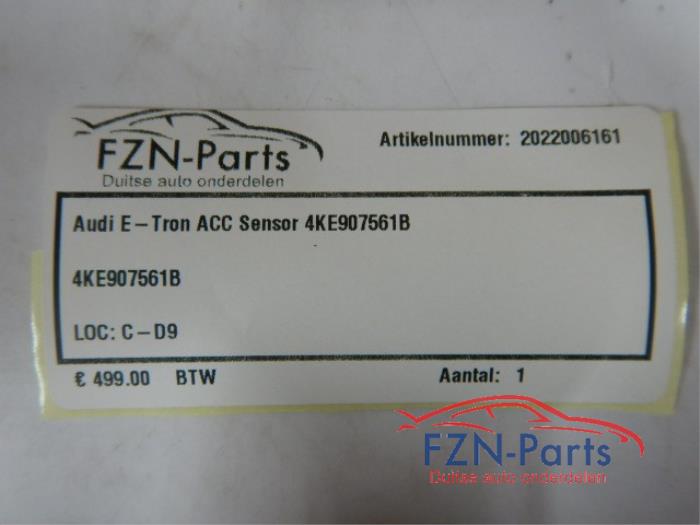 FZN-Parts
Duitse auto onderdelen
Artikelnummer: 2022006161
Audi E-Tron ACC Sensor 4KE907561B
4KE907561B
LOC: C-D9
€ 499.00 BTW
Aantal: 1
FZN-Parts
Duitse auto onderdelen